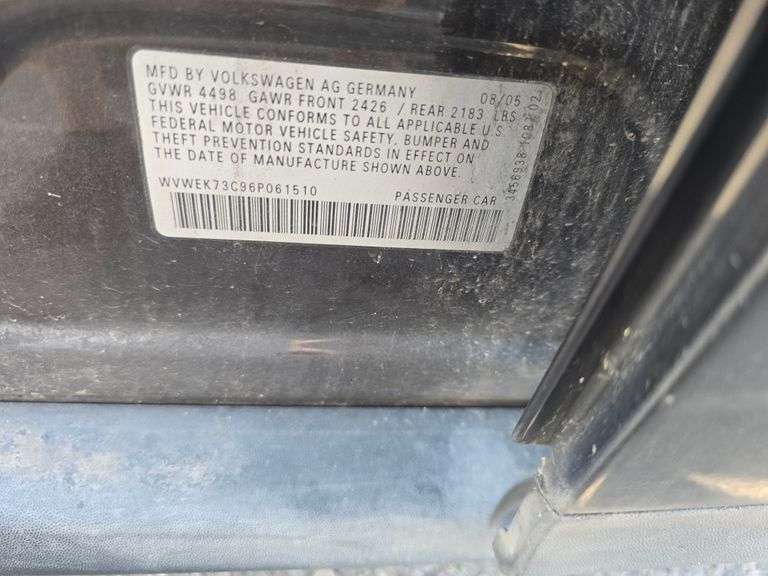 MFD BY VOLKSWAGEN AG GERMANY 08/05
GVWR 4498 GAWR FRONT 2426 / REAR 2183 LBS
THIS VEHICLE CONFORMS TO ALL APPLICABLE U.S.
FEDERAL MOTOR VEHICLE SAFETY, BUMPER AND
THEFT PREVENTION STANDARDS IN EFFECT ON
THE DATE OF MANUFACTURE SHOWN ABOVE.
WVWEK73C96P061510 PASSENGER CAR